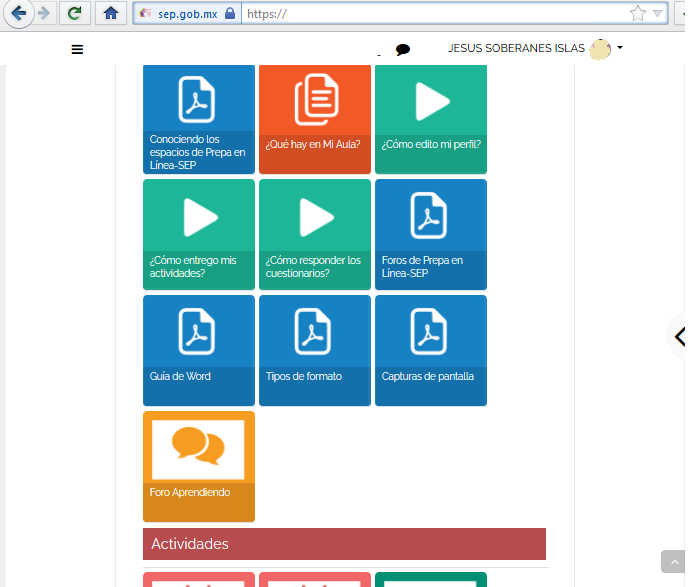 sep.gob.mx https://
JESUS SOBERANES ISLAS
Conociendo los
espacios de Prepa en
Línea-SEP
¿Qué hay en Mi Aula?
¿Cómo edito mi perfil?
¿Cómo entrego mis
actividades?
¿Cómo responder los
cuestionarios?
Foros de Prepa en
Línea-SEP
Guía de Word
Tipos de formato
Capturas de pantalla
Foro Aprendiendo
Actividades